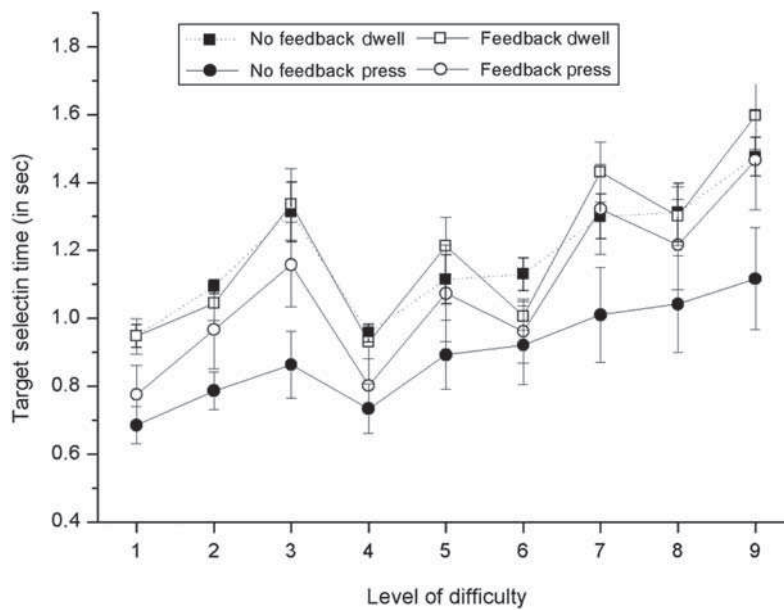 No feedback dwell Feedback dwell
No feedback press Feedback press
Target selectin time (in sec)
1.8
1.6
1.4
1.2
1.0
0.8
0.6
0.4
1 2 3 4 5 6 7 8 9
Level of difficulty